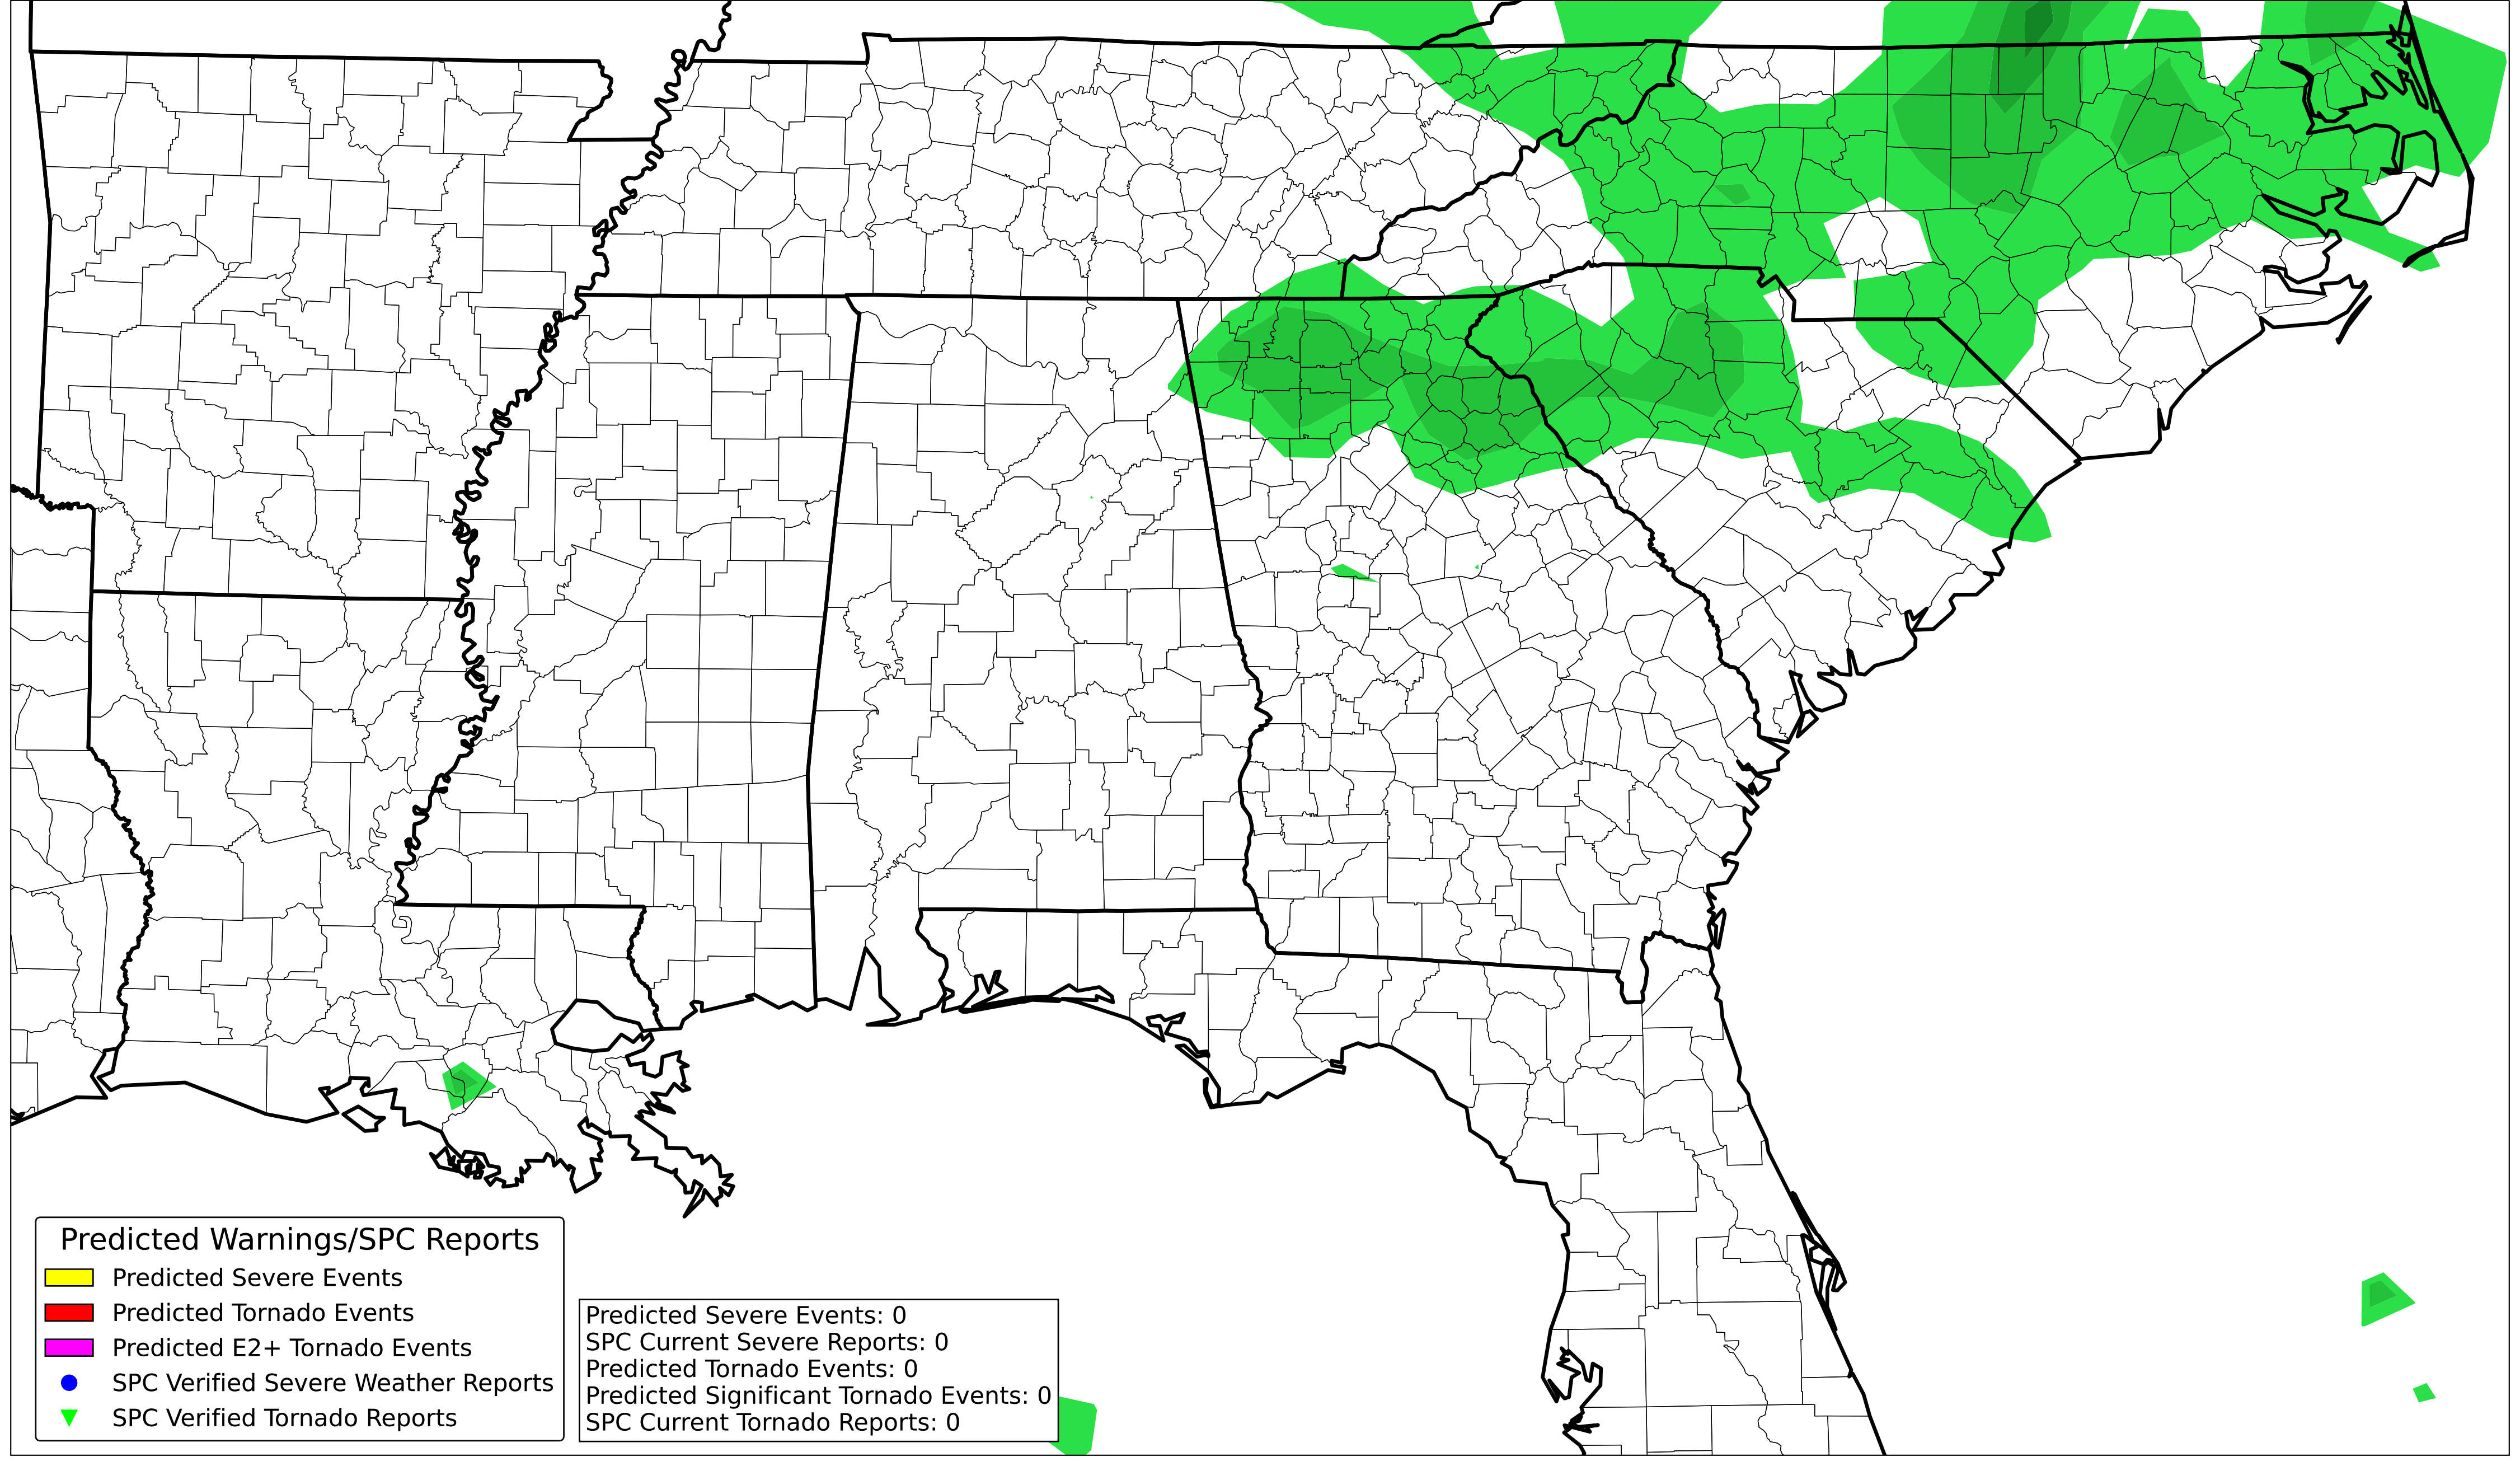 Predicted Warnings/SPC Reports
Predicted Severe Events
Predicted Tornado Events
Predicted E2+ Tornado Events
SPC Verified Severe Weather Reports
SPC Verified Tornado Reports
Predicted Severe Events: 0
SPC Current Severe Reports: 0
Predicted Tornado Events: 0
Predicted Significant Tornado Events: 0
SPC Current Tornado Reports: 0